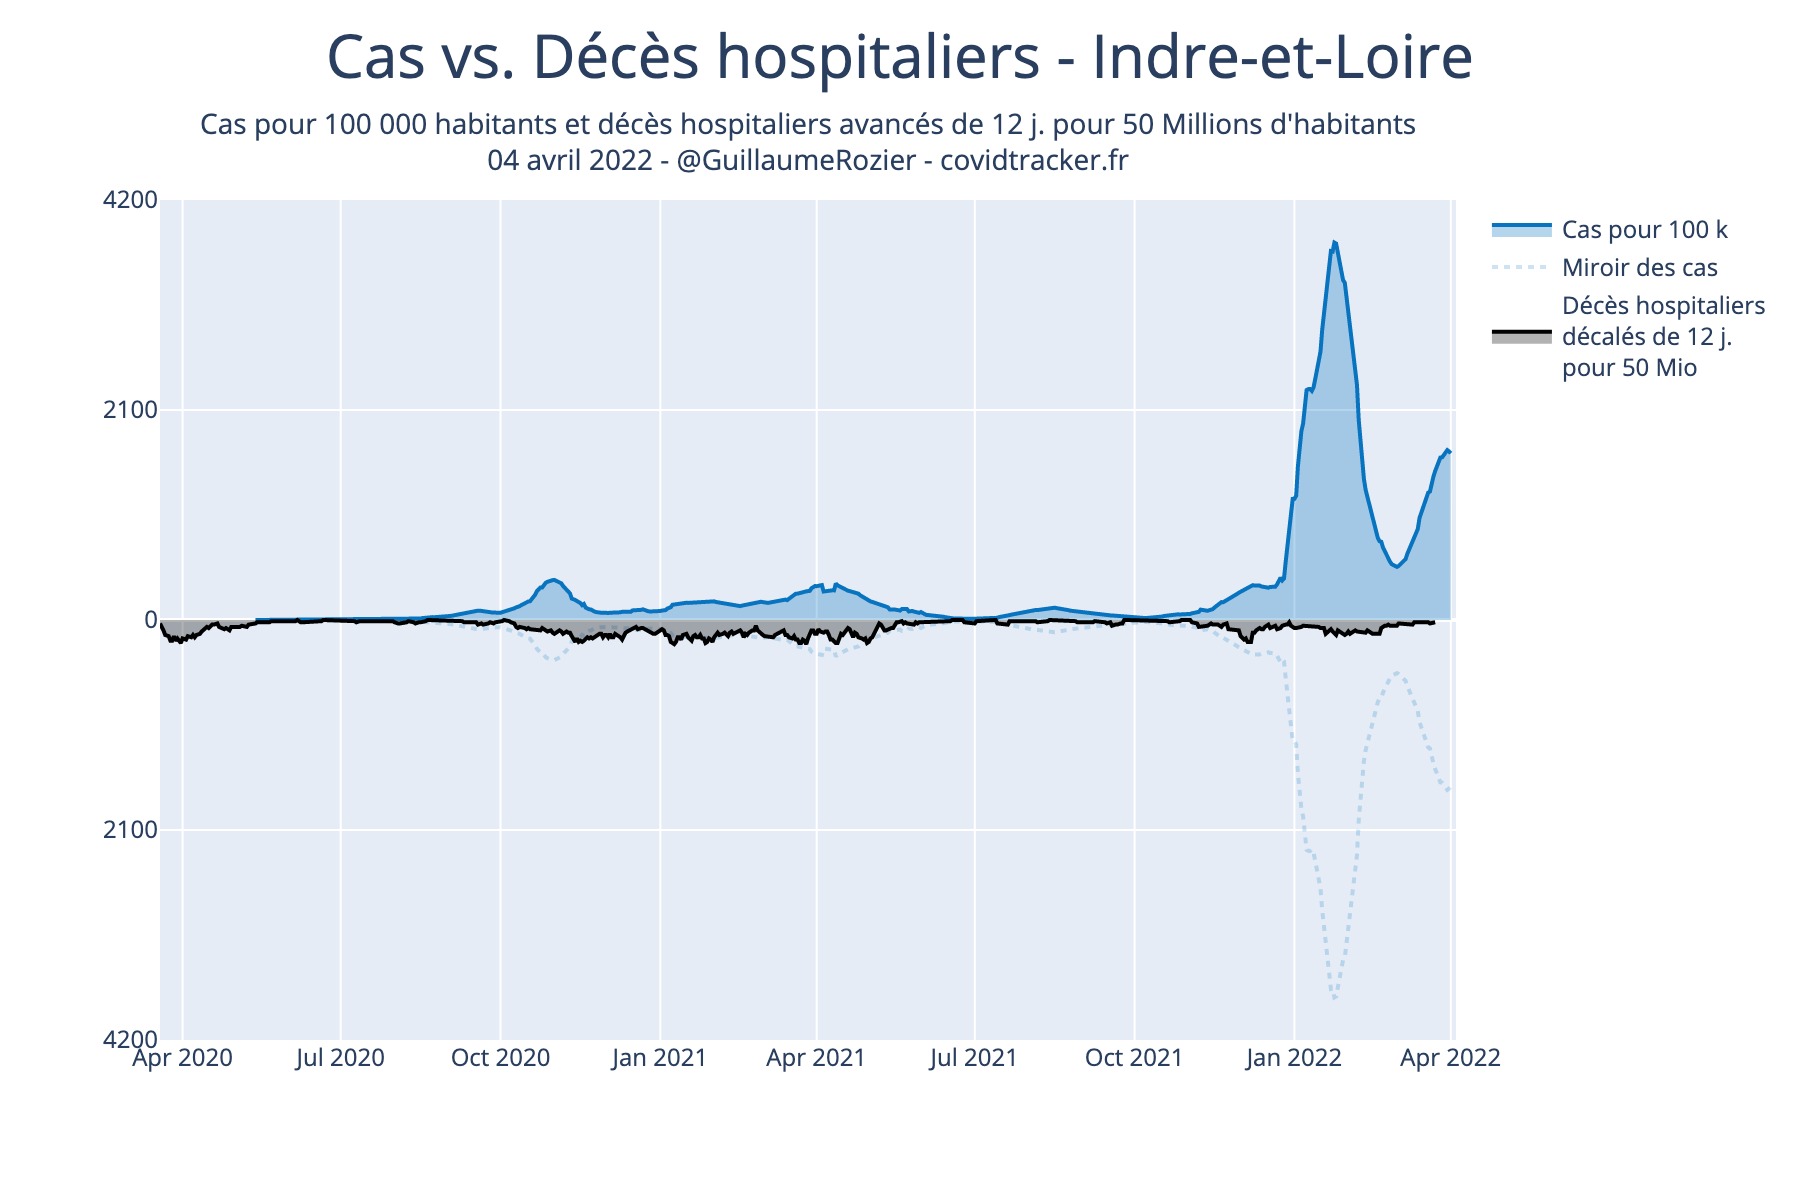 Cas vs. Décès hospitaliers - Indre-et-Loire
Cas pour 100 000 habitants et décès hospitaliers avancés de 12 j. pour 50 Millions d'habitants
04 avril 2022 - @GuillaumeRozier - covidtracker.fr
4200
2100
0
2100
4200
Apr 2020
Jul 2020
Oct 2020
Jan 2021
Apr 2021
Jul 2021
Oct 2021
Jan 2022
Apr 2022
Cas pour 100 k
Miroir des cas
Décès hospitaliers
décalés de 12 j.
pour 50 Mio